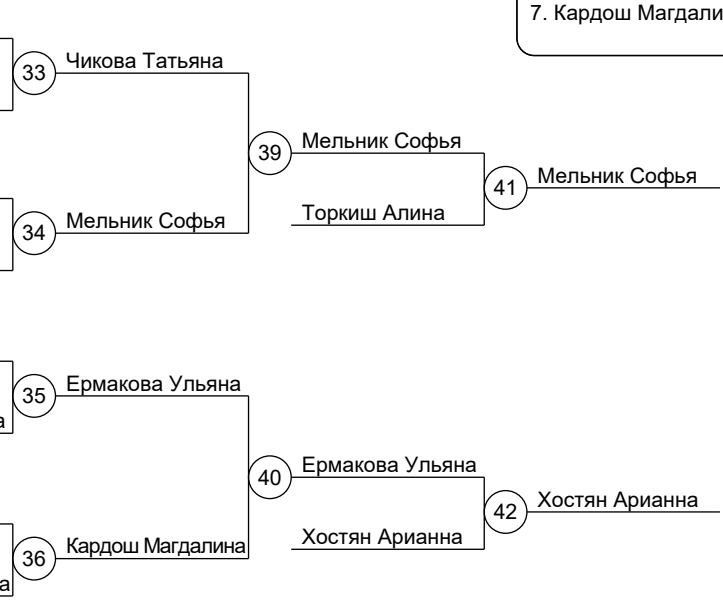 7. Кардош Магдали
33 Чикова Татьяна
39 Мельник Софья
41 Мельник Софья
Торкиш Алина
34 Мельник Софья
35 Ермакова Ульяна
а
40 Ермакова Ульяна
42 Хостян Арианна
Хостян Арианна
36 Кардош Магдалина
а